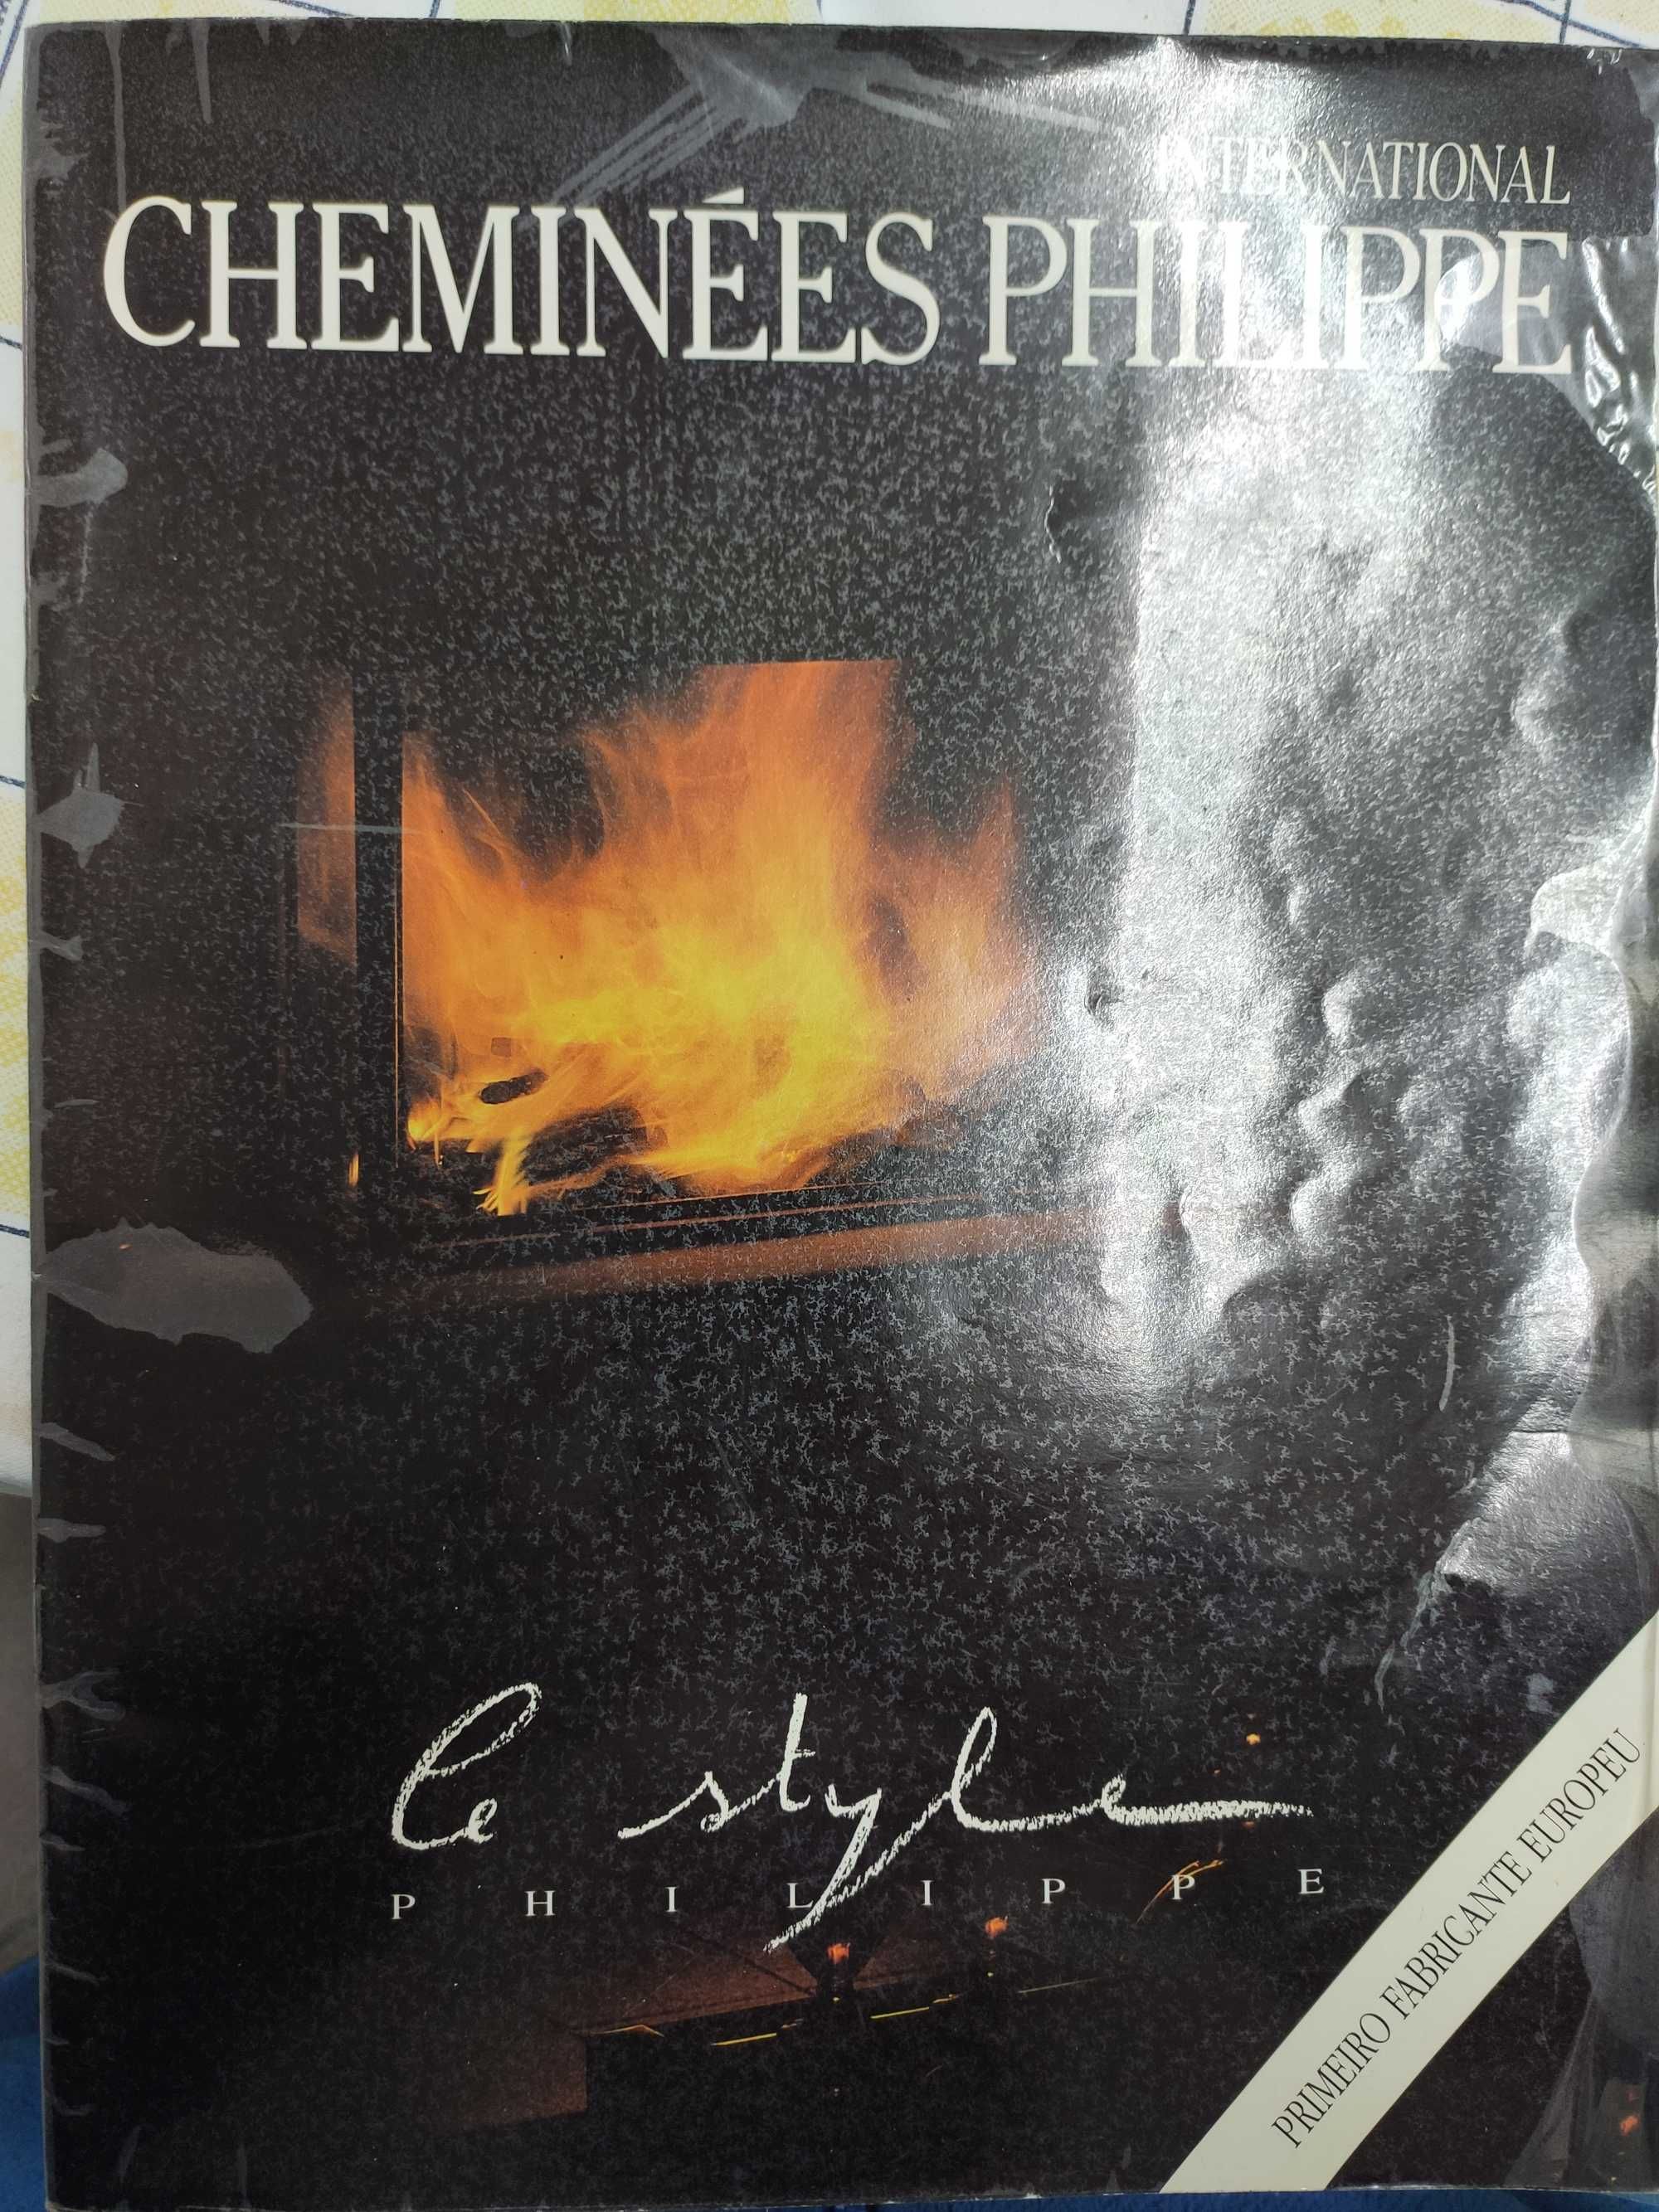 INTERNATIONAL
CHEMINÉES PHILIPPE
le style
PHILIPPE
PRIMEIRO FABRICANTE EUROPEU